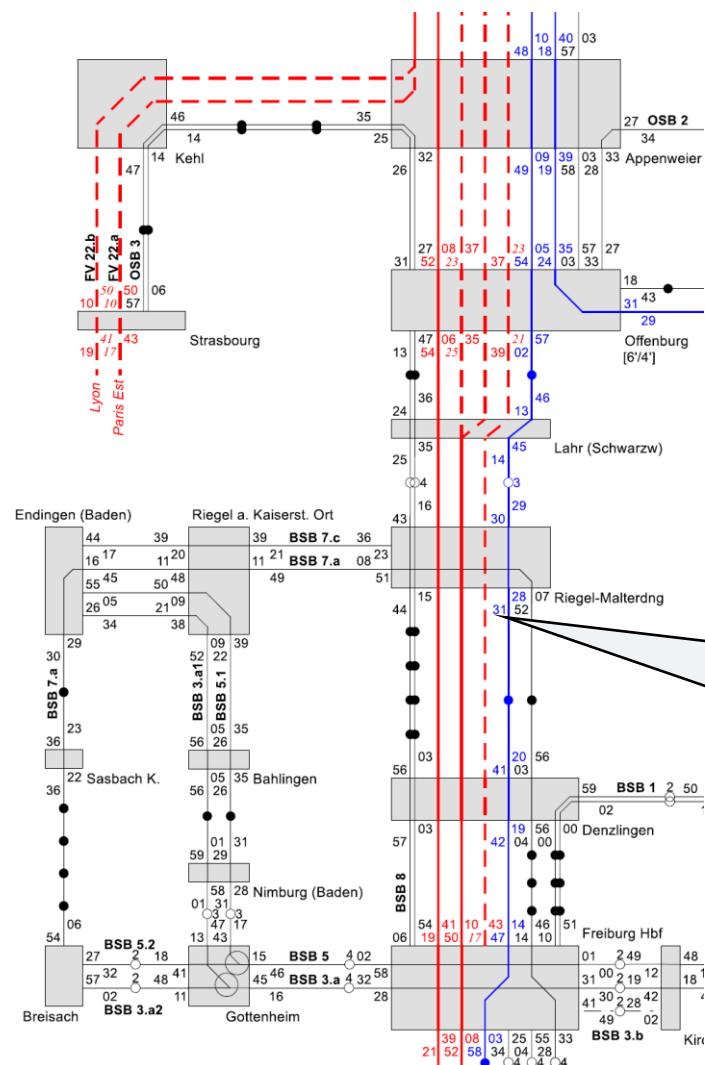 10 40 03
48 18 57
46 35
14 25
14 Kehl
47
26 32
27 OSB 2
34
33 Appenweier
09 39 03
49 19 58 28
FV 22.b
FV 22.a
OSB 3
50 50 06
10 10 57
Strasbourg
41 43
19 17
Lyon
Paris Est
27 08 37 23 05 35 57 27
31 52 23 37 54 24 03 33
18
43
31
29
Offenburg
[6'/4']
47 06 35 21 57
13 54 25 39 02
36 46
24 13
35 45
Lahr (Schwarzw)
25 14
4 3
16 29
43 30
Endingen (Baden)
Riegel a. Kaiserst. Ort
44 39 39 BSB 7.c 36
16 17 11 20 11 21 BSB 7.a 08 23
55 45 50 48 49 51
26 05 21 09
34 38
Riegel-Malterdng
15 28 07
44 31 52
29
30
BSB 7.a
09 39
52 22
BSB 3.a1
BSB 5.1
23
36
05 35
56 26
Sasbach K.
22
36
Bahlingen
05 35
56 26
03 20 56
56 41 03
59 BSB 1 2 50
02 1
Denzlingen
03 19 56 00
57 42 04 00
01 31
59 29
Nimburg (Baden)
58 28
01 31
3 3
47 17
13 43
BSB 8
06
54
27 BSB 5.2 2 18
57 32 2 48 41
02 11
BSB 3.a2
Breisach
15 BSB 5 4 02
45 46 BSB 3.a 4 32 58
16 28
Gottenheim
54 41 10 43 14 46 51
06 19 50 17 47 14 10
Freiburg Hbf
01 2 49 48
31 00 2 19 12 18 1
41 30 2 28 42 4
49 02
BSB 3.b
Kirc
39 08 03 25 55 33
21 52 58 34 04 28
4 4 4